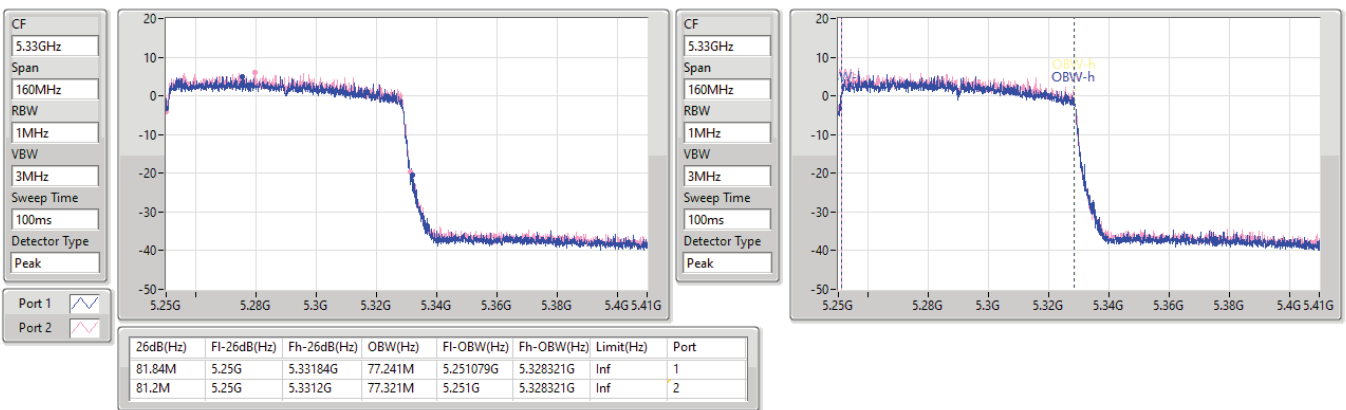 CF
5.33GHz
Span
160MHz
RBW
1MHz
VBW
3MHz
Sweep Time
100ms
Detector Type
Peak
Port 1
Port 2
20
10
0
-10
-20
-30
-40
-50
5.25G 5.28G 5.3G 5.32G 5.34G 5.36G 5.38G 5.4G 5.41G
CF
5.33GHz
Span
160MHz
RBW
1MHz
VBW
3MHz
Sweep Time
100ms
Detector Type
Peak
20
10
0
-10
-20
-30
-40
-50
OBW-h
OBW-h
5.25G 5.28G 5.3G 5.32G 5.34G 5.36G 5.38G 5.4G 5.41G
26dB(Hz) Fl-26dB(Hz) Fh-26dB(Hz) OBW(Hz) Fl-OBW(Hz) Fh-OBW(Hz) Limit(Hz) Port
81.84M 5.25G 5.33184G 77.241M 5.251079G 5.328321G Inf 1
81.2M 5.25G 5.3312G 77.321M 5.251G 5.328321G Inf 2